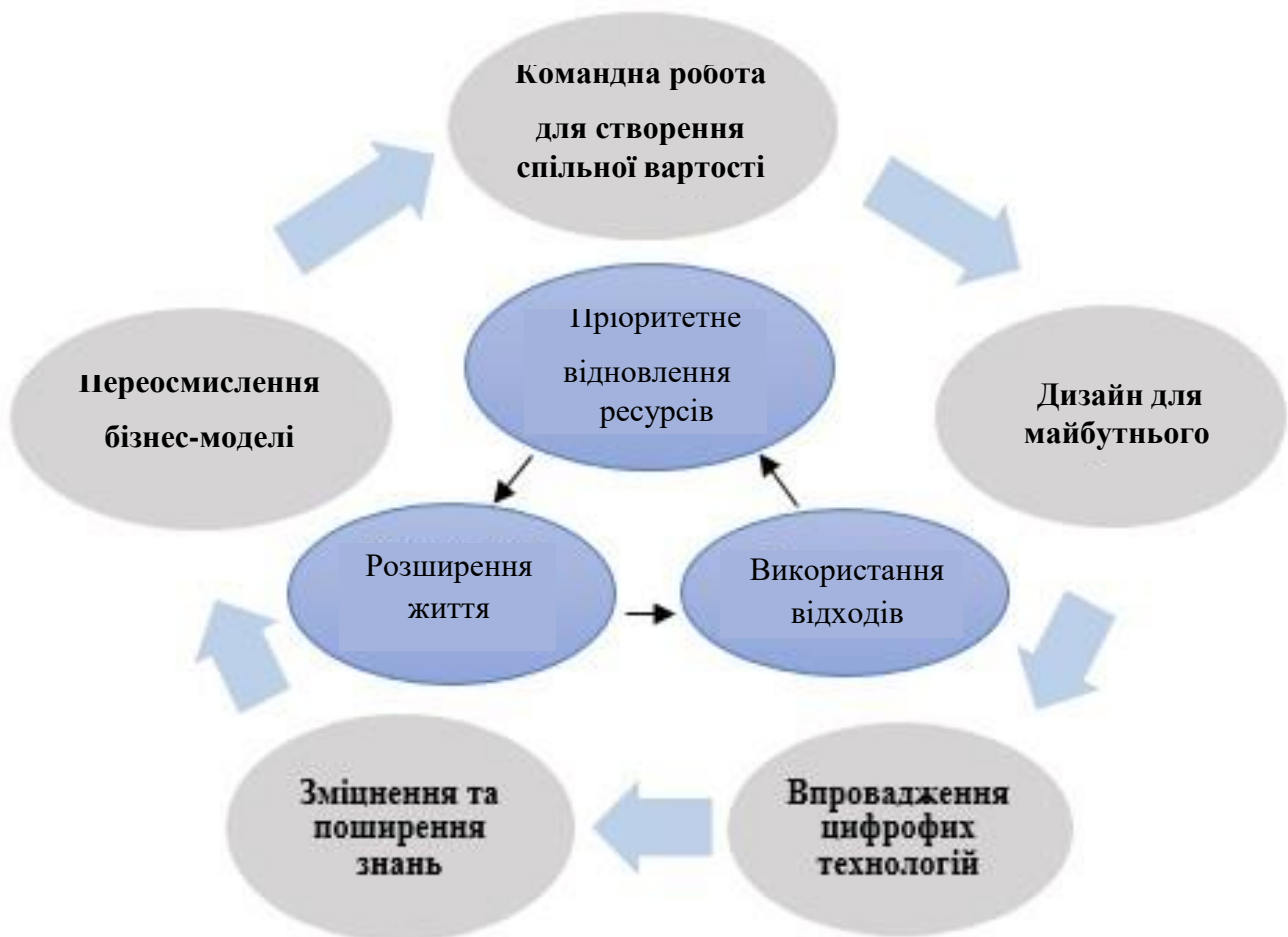 Командна робота
для створення
спільної вартості
Пріоритетне
відновлення
ресурсів
Переосмислення
бізнес-моделі
Дизайн для
майбутнього
Розширення
життя
Використання
відходів
Зміцнення та
поширення
знань
Впровадження
цифрофих
технологій